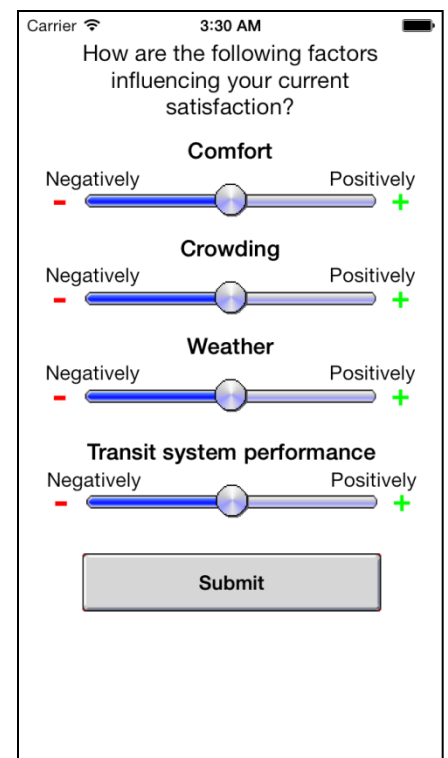 Carrier 3:30 AM
How are the following factors
influencing your current
satisfaction?
Comfort
Negatively Positively
- +
Crowding
Negatively Positively
- +
Weather
Negatively Positively
- +
Transit system performance
Negatively Positively
- +
Submit